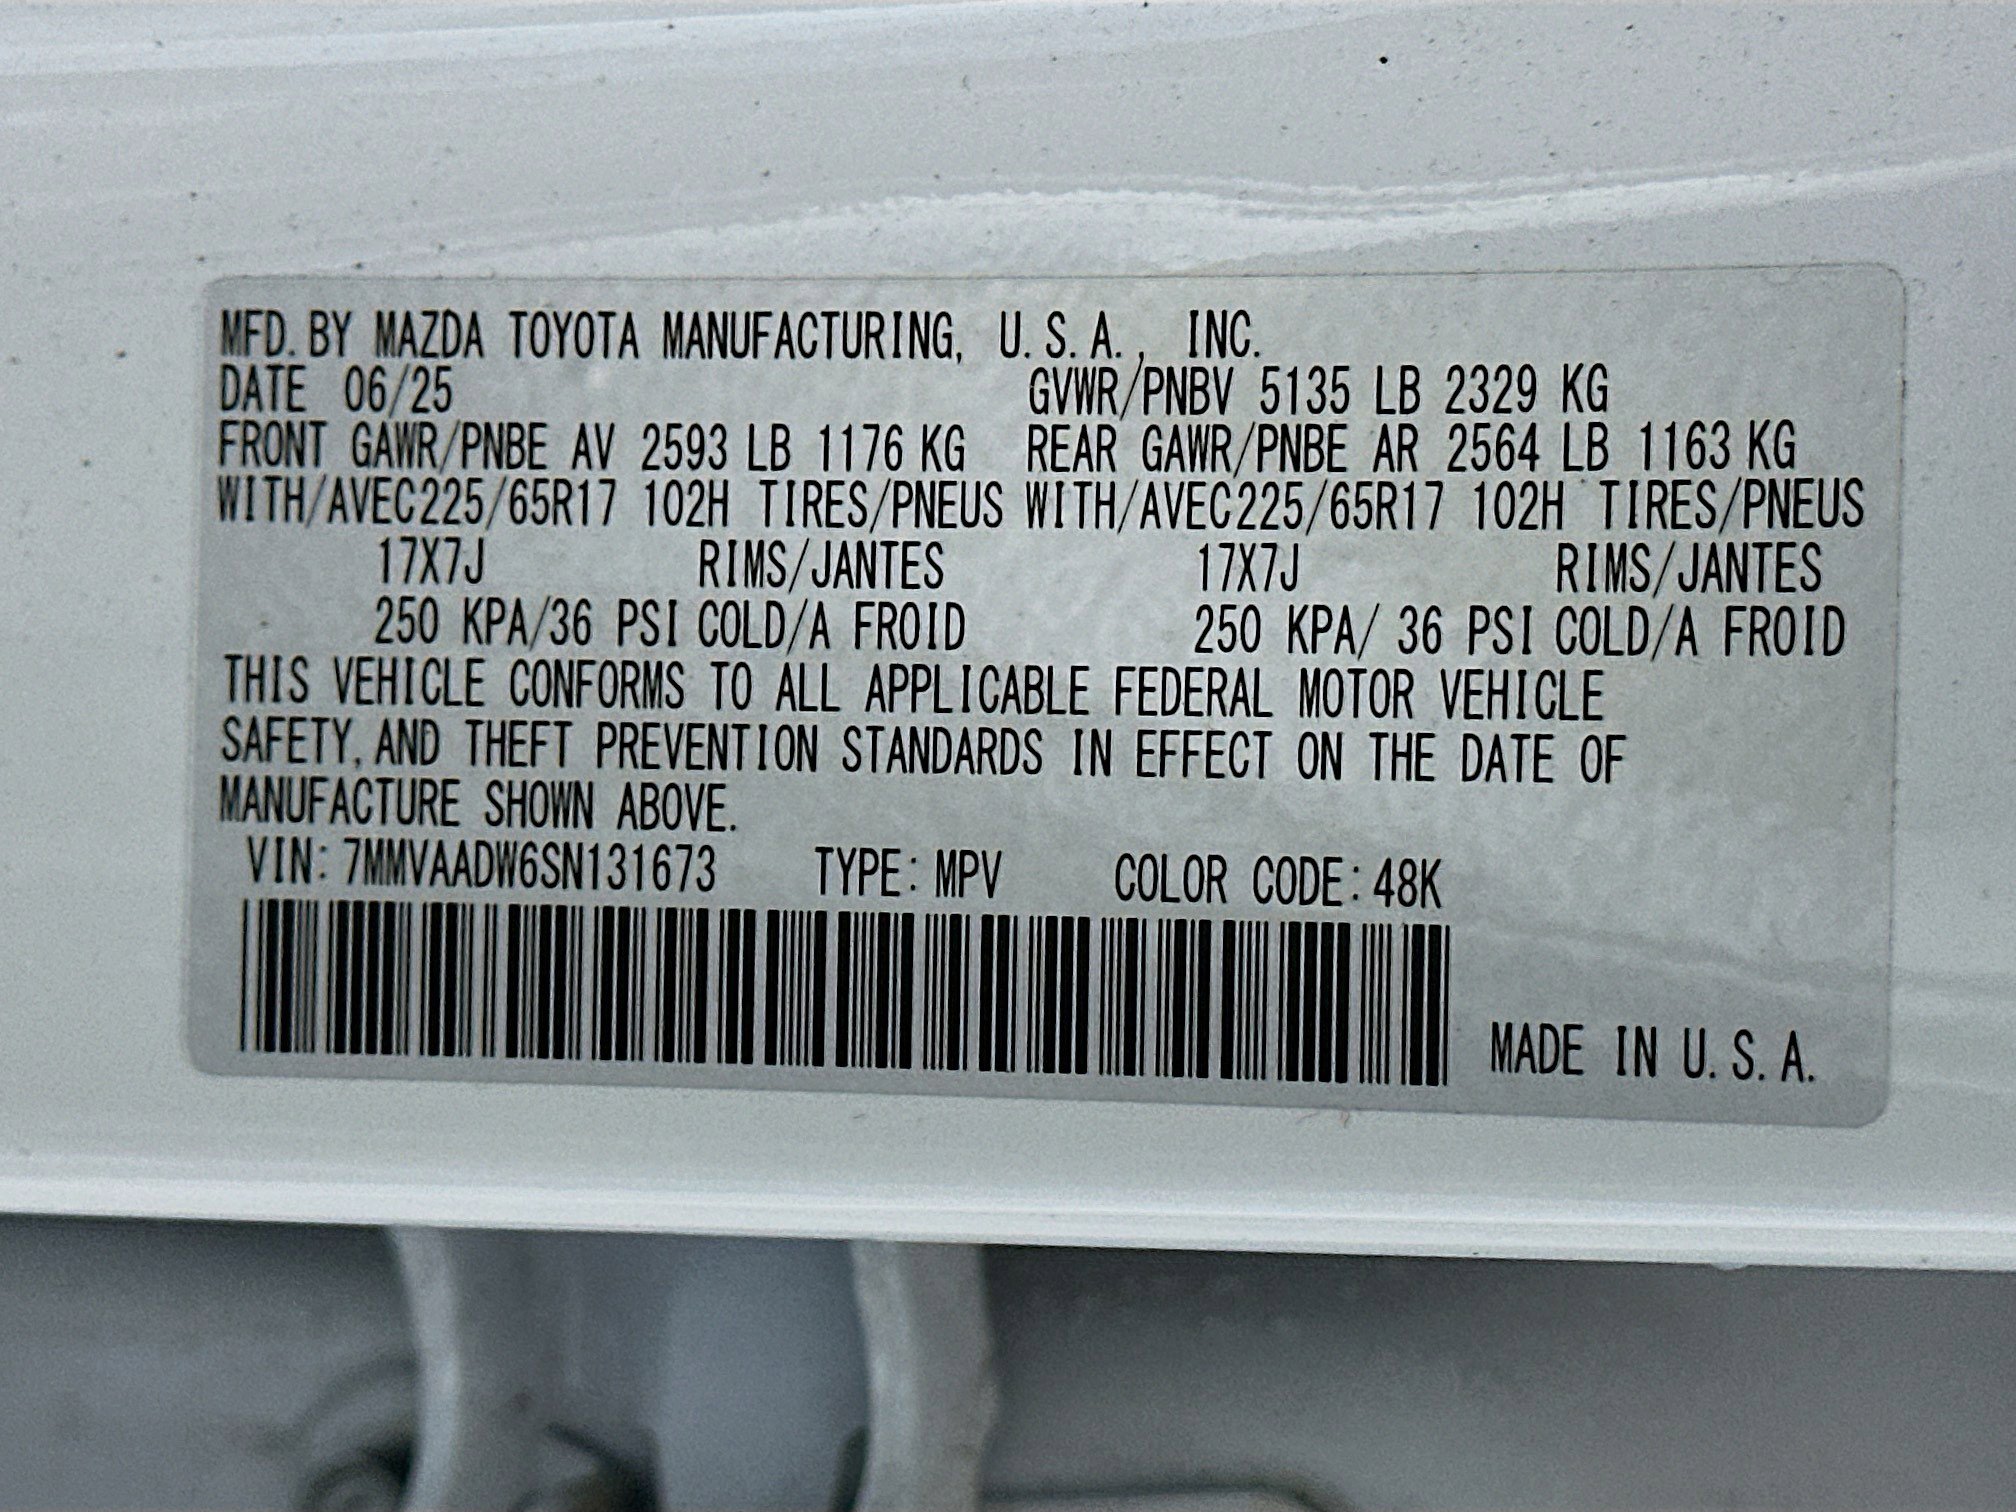 MFD. BY MAZDA TOYOTA MANUFACTURING, U.S.A., INC.
DATE 06/25 GVWR/PNBV 5135 LB 2329 KG
FRONT GAWR/PNBE AV 2593 LB 1176 KG REAR GAWR/PNBE AR 2564 LB 1163 KG
WITH/AVEC225/65R17 102H TIRES/PNEUS WITH/AVEC225/65R17 102H TIRES/PNEUS
17X7J RIMS/JANTES 17X7J RIMS/JANTES
250 KPA/36 PSI COLD/A FROID 250 KPA/ 36 PSI COLD/A FROID
THIS VEHICLE CONFORMS TO ALL APPLICABLE FEDERAL MOTOR VEHICLE
SAFETY, AND THEFT PREVENTION STANDARDS IN EFFECT ON THE DATE OF
MANUFACTURE SHOWN ABOVE.
VIN: 7MMVAADW6SN131673 TYPE: MPV COLOR CODE: 48K
MADE IN U.S.A.